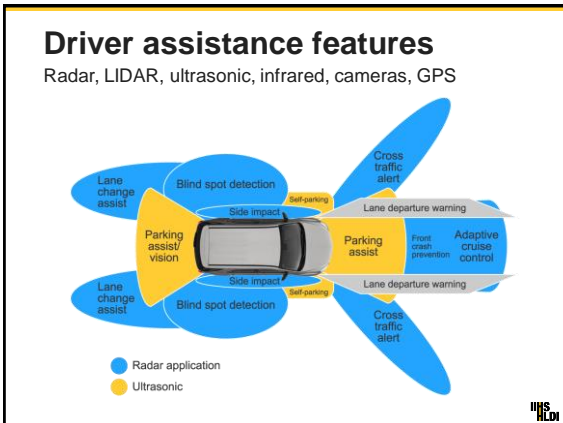 Driver assistance features
Radar, LIDAR, ultrasonic, infrared, cameras, GPS
Lane
change
assist
Blind spot detection
Side impact
Self-parking
Cross
traffic
alert
Lane departure warning
Parking
assist/
vision
Parking
assist
Front
crash
prevention
Adaptive
cruise
control
Lane
change
assist
Side impact
Blind spot detection
Self-parking
Lane departure warning
Cross
traffic
alert
Radar application
Ultrasonic
IIHS
HLDI